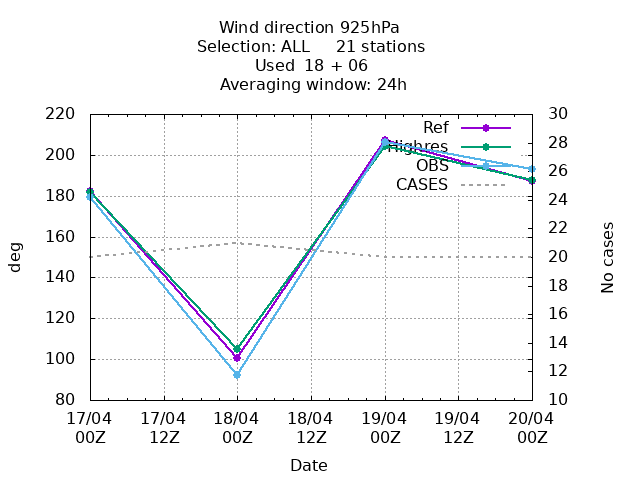 Wind direction 925hPa
Selection: ALL     21 stations
Used  18 + 06
Averaging window: 24h
220
200
180
160
140
120
100
80
deg
30
28
26
24
22
20
18
16
14
12
10
No cases
Ref
Highres
OBS
CASES
17/04 00Z
17/04 12Z
18/04 00Z
18/04 12Z
19/04 00Z
19/04 12Z
20/04 00Z
Date